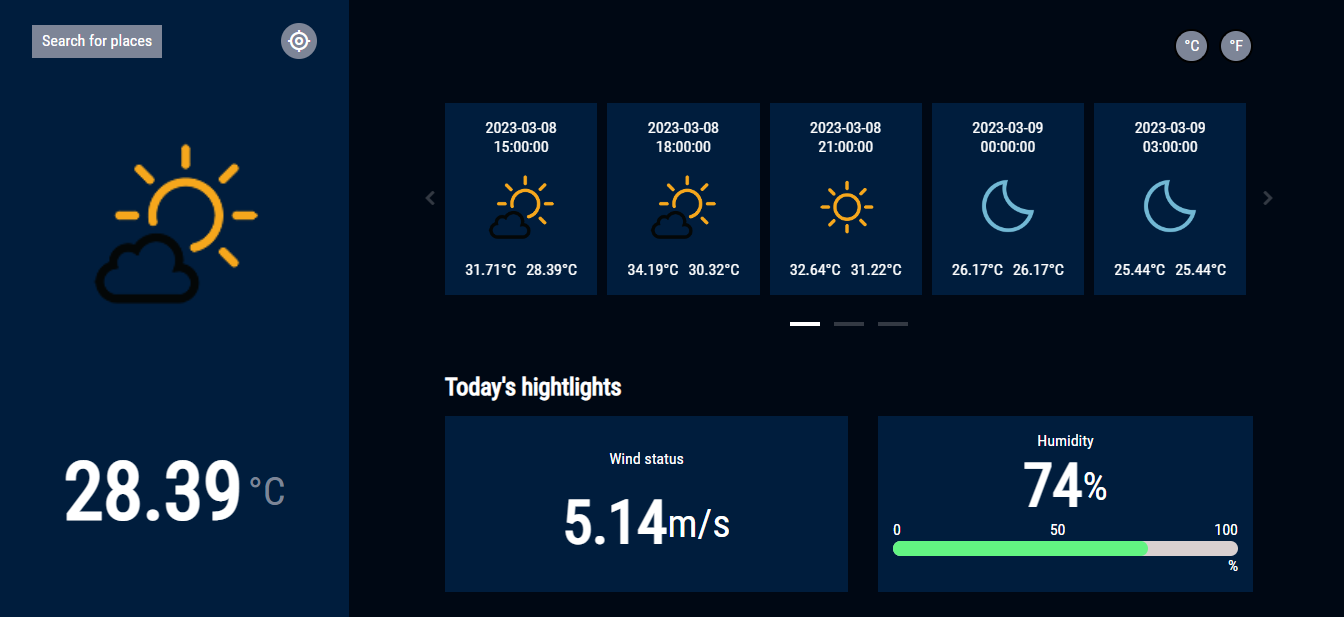 Search for places
°C °F
2023-03-08
15:00:00
31.71°C 28.39°C
2023-03-08
18:00:00
34.19°C 30.32°C
2023-03-08
21:00:00
32.64°C 31.22°C
2023-03-09
00:00:00
26.17°C 26.17°C
2023-03-09
03:00:00
25.44°C 25.44°C
28.39 °C
Today's hightlights
Wind status
5.14m/s
Humidity
74%
0 50 100
%